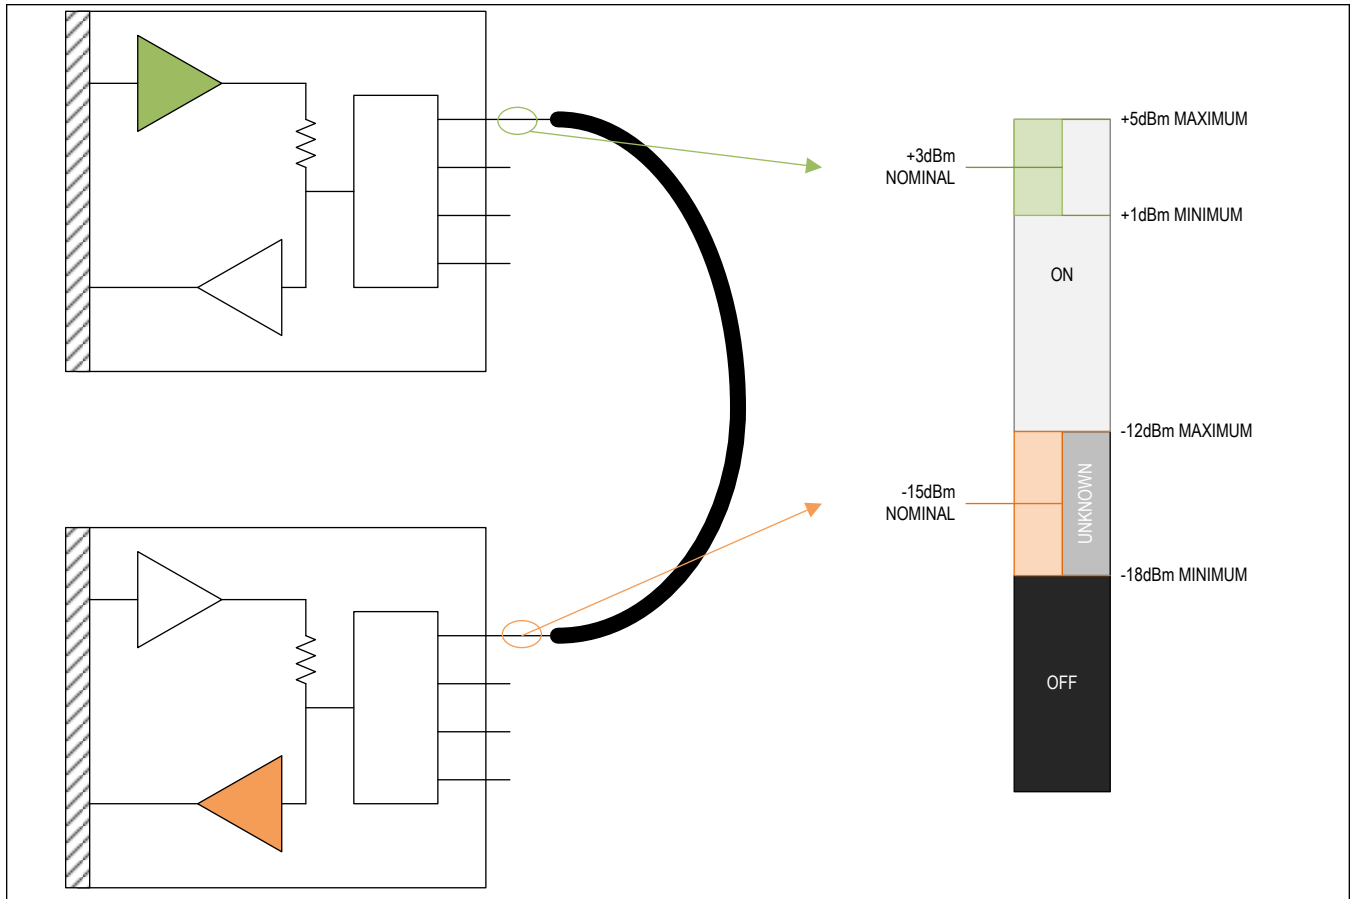 +5dBm MAXIMUM
+3dBm
NOMINAL
+1dBm MINIMUM
ON
-12dBm MAXIMUM
-15dBm
NOMINAL
UNKNOWN
-18dBm MINIMUM
OFF